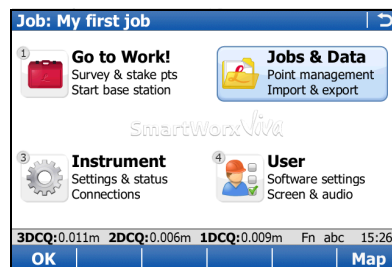 Job: My first job
1 Go to Work!
Survey & stake pts
Start base station
Jobs & Data
Point management
Import & export
SmartWorx Viva
3 Instrument
Settings & status
Connections
4 User
Software settings
Screen & audio
3DCQ:0.011m 2DCQ:0.006m 1DCQ:0.009m Fn abc 15:26
OK Map